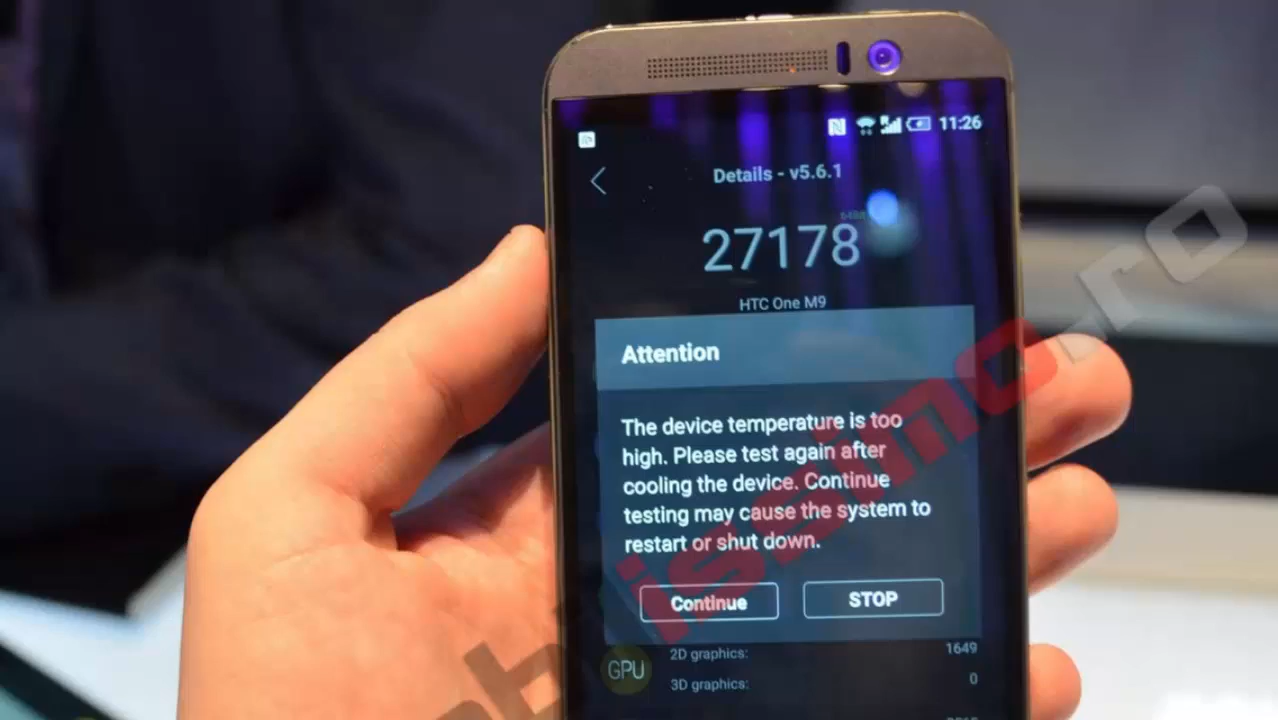 11:26
Details - v5.6.1
64Bit
27178
HTC One M9
Attention
The device temperature is too
high. Please test again after
cooling the device. Continue
testing may cause the system to
restart or shut down.
Continue STOP
GPU
2D graphics: 1649
3D graphics: 0